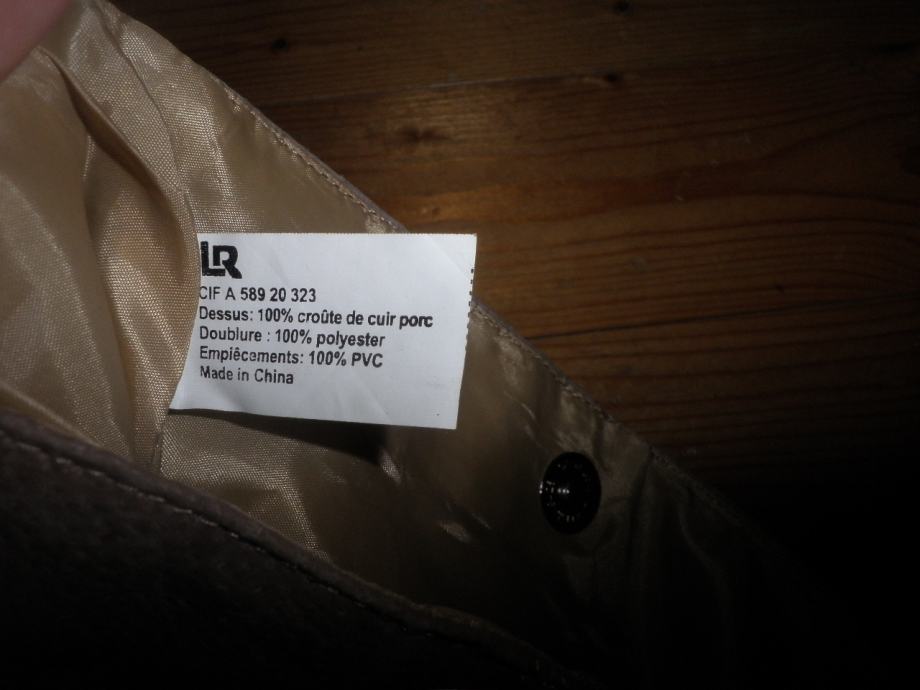 LR
CIF A 589 20 323
Dessus: 100% croûte de cuir porc
Doublure : 100% polyester
Empiêcements: 100% PVC
Made in China